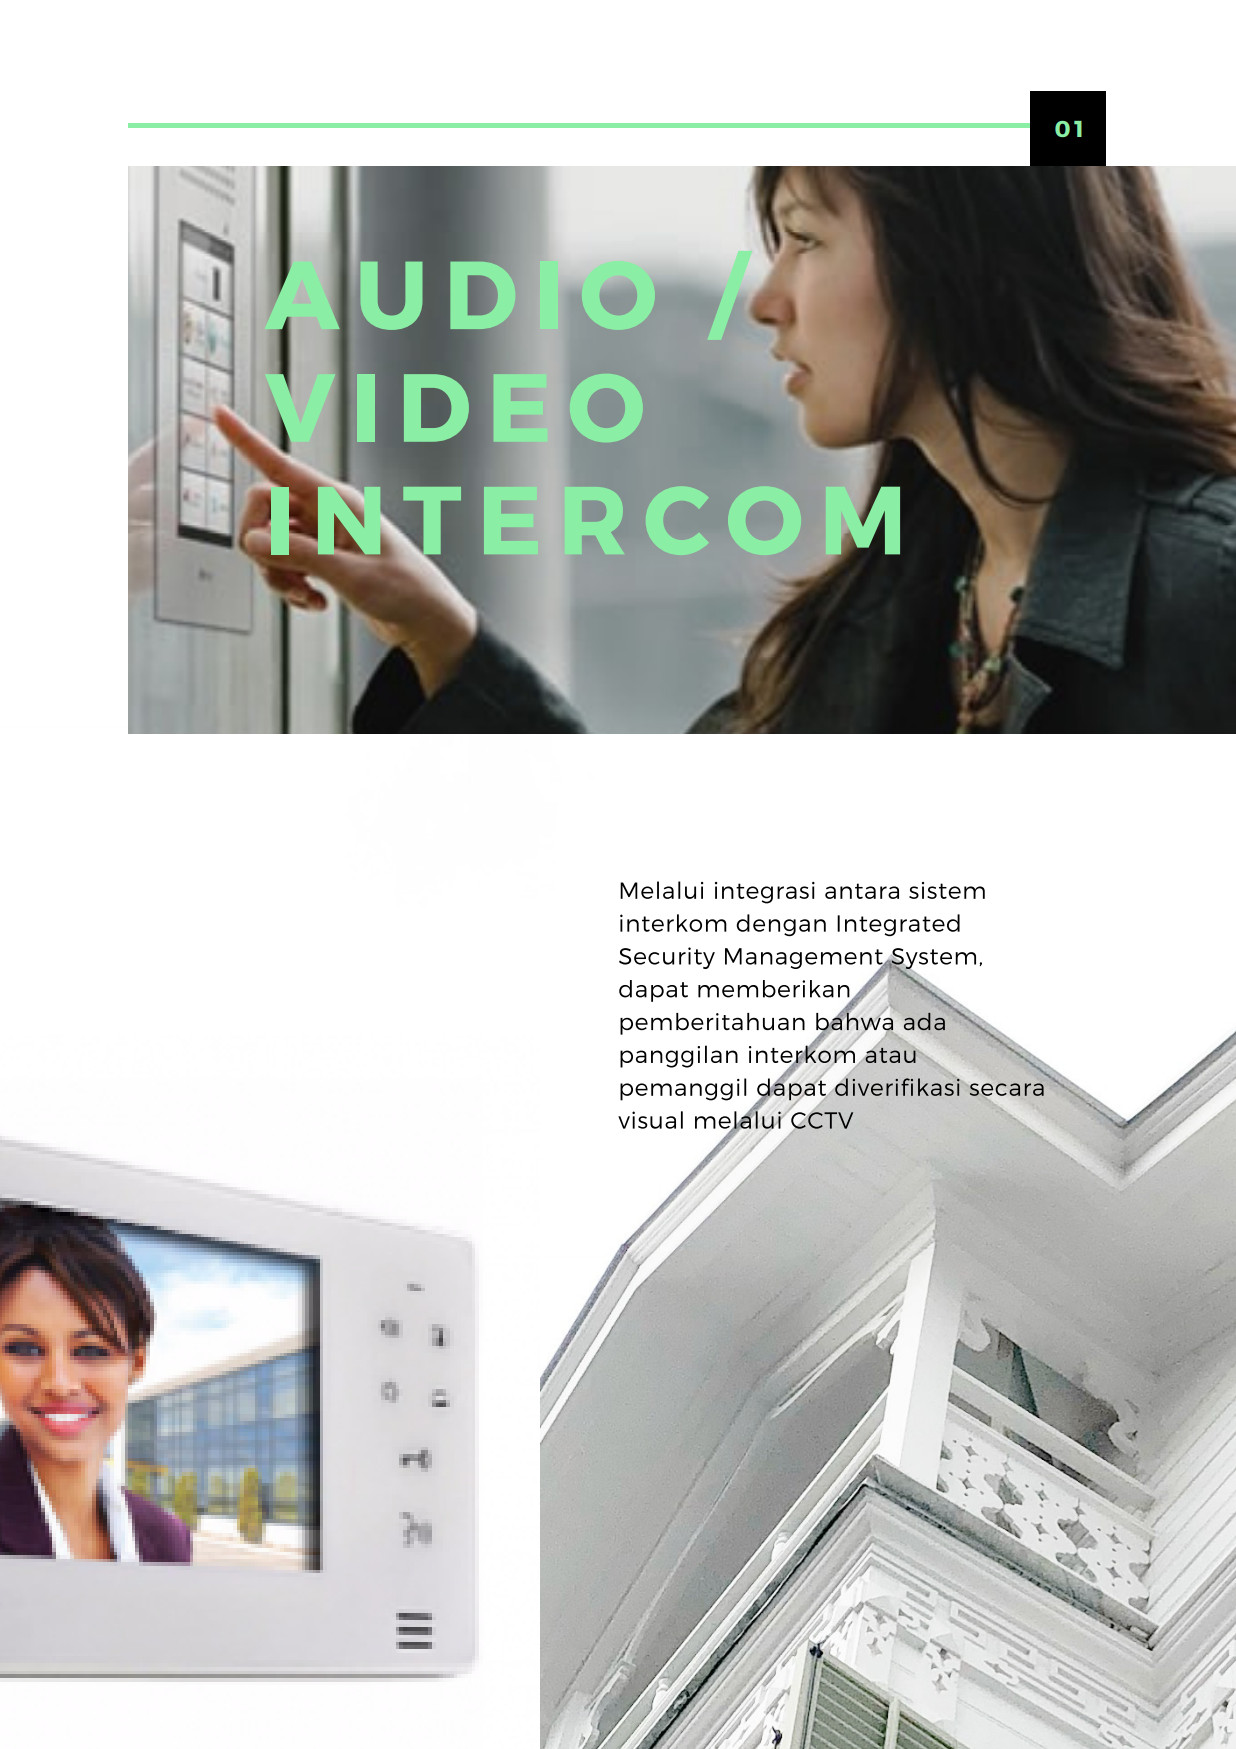 01
AUDIO /
VIDEO
INTERCOM
Melalui integrasi antara sistem
interkom dengan Integrated
Security Management System,
dapat memberikan
pemberitahuan bahwa ada
panggilan interkom atau
pemanggil dapat diverifikasi secara
visual melalui CCTV